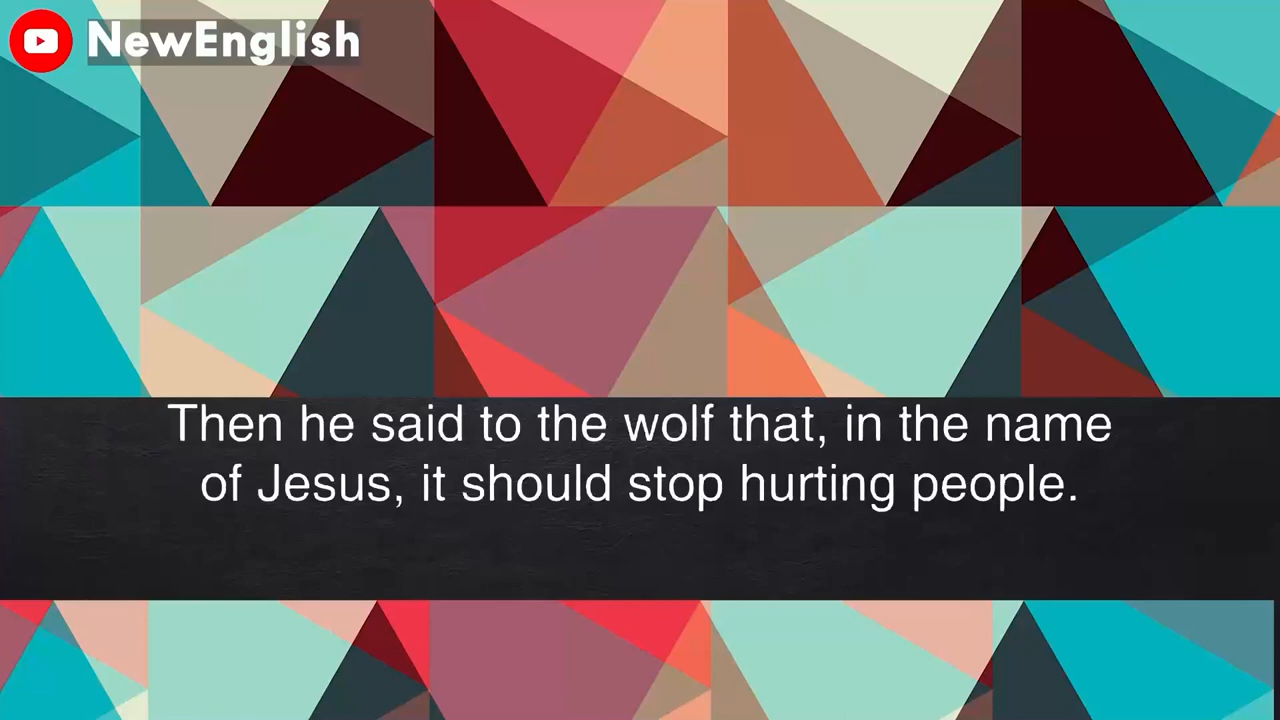 NewEnglish
Then he said to the wolf that, in the name
of Jesus, it should stop hurting people.